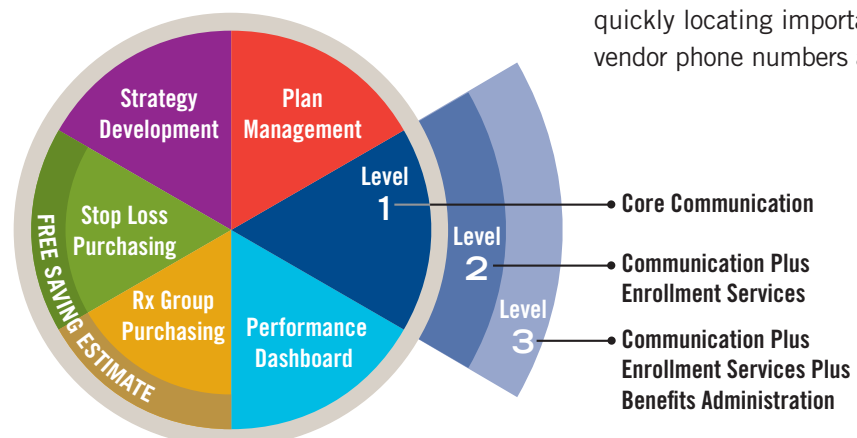 quickly locating
vendor phone numbers
Strategy
Development
Plan
Management
Level
1
Core Communication
Stop Loss
Purchasing
Level
2
Communication Plus
Enrollment Services
FREE SAVING ESTIMATE
Rx Group
Purchasing
Performance
Dashboard
Level
3
Communication Plus
Enrollment Services Plus
Benefits Administration